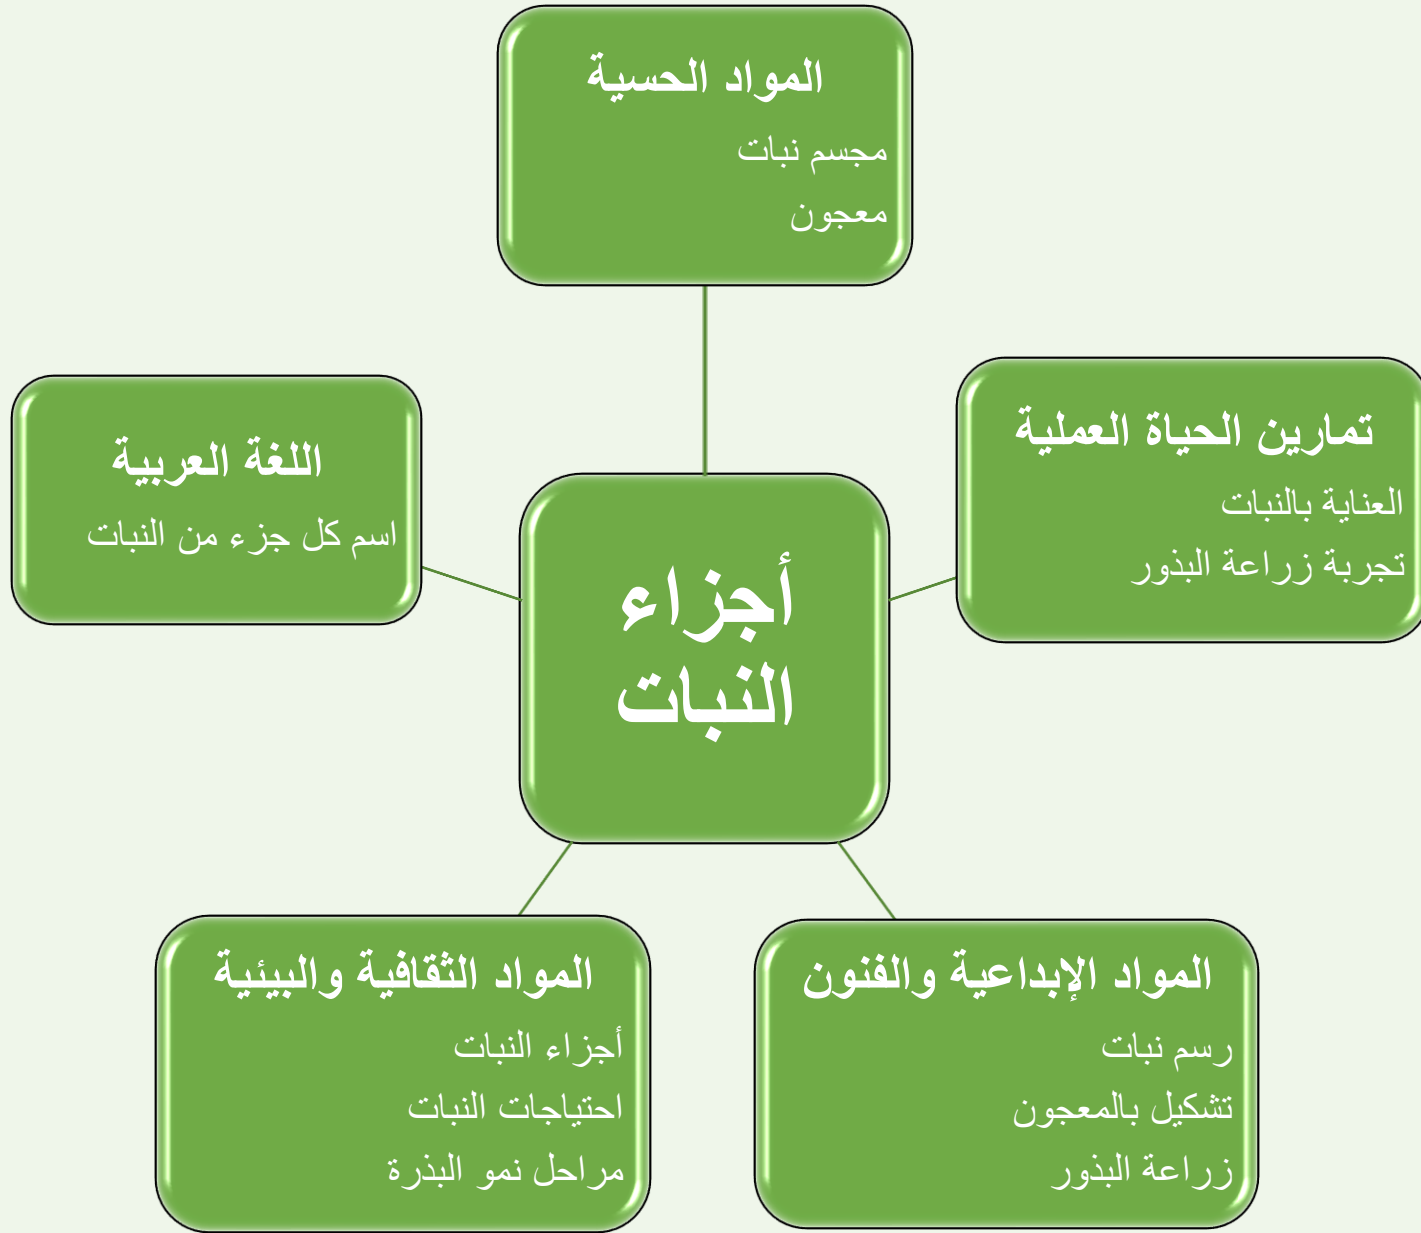 المواد الحسية
مجسم نبات
معجون
تمارين الحياة العملية
العناية بالنبات
تجربة زراعة البذور
اللغة العربية
اسم كل جزء من النبات
أجزاء
النبات
المواد الإبداعية والفنون
رسم نبات
تشكيل بالمعجون
زراعة البذور
المواد الثقافية والبيئية
أجزاء النبات
احتياجات النبات
مراحل نمو البذرة